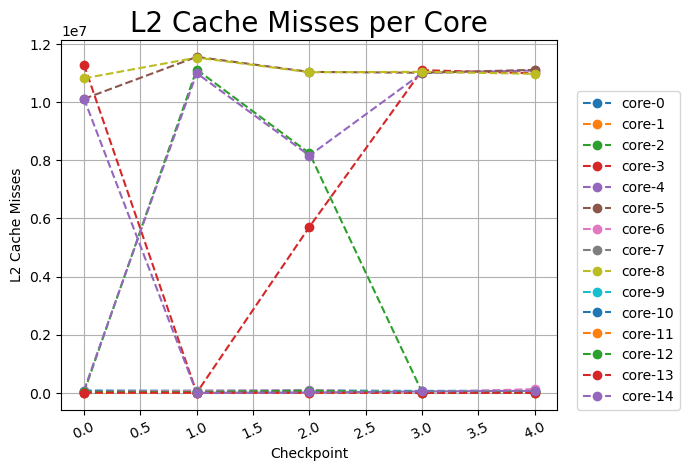 L2 Cache Misses per Core
1e7
1.2
1.0
0.8
0.6
0.4
0.2
0.0
L2 Cache Misses
0.0 0.5 1.0 1.5 2.0 2.5 3.0 3.5 4.0
Checkpoint
core-0
core-1
core-2
core-3
core-4
core-5
core-6
core-7
core-8
core-9
core-10
core-11
core-12
core-13
core-14